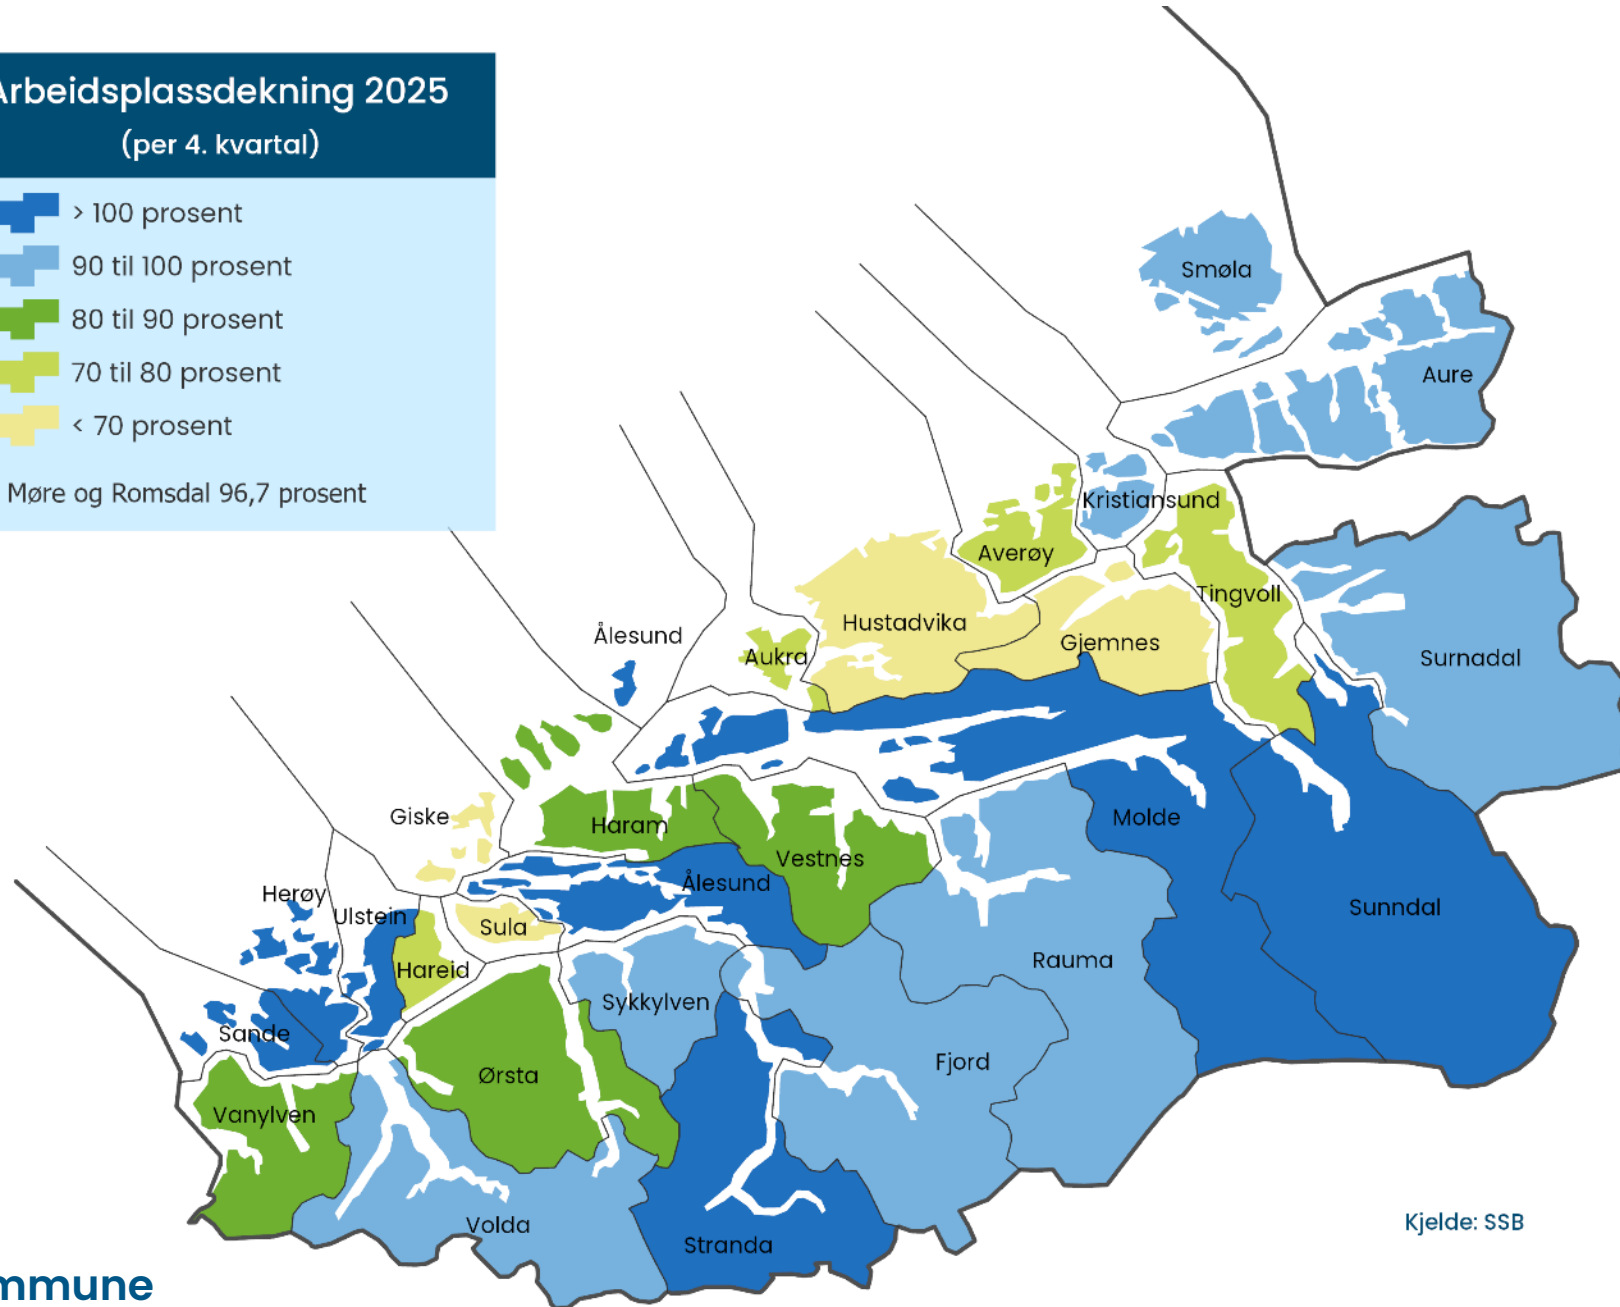 Arbeidsplassdekning 2025
(per 4. kvartal)
> 100 prosent
90 til 100 prosent
80 til 90 prosent
70 til 80 prosent
< 70 prosent
Møre og Romsdal 96,7 prosent
Smøla
Aure
Kristiansund
Averøy
Tingvoll
Hustadvika
Gjemnes
Ålesund
Aukra
Surnadal
Giske
Haram
Molde
Vestnes
Ålesund
Herøy
Ulstein
Sula
Sunndal
Hareid
Rauma
Sykkylven
Sande
Fjord
Ørsta
Vanylven
Volda
Stranda
Kjelde: SSB
mmune